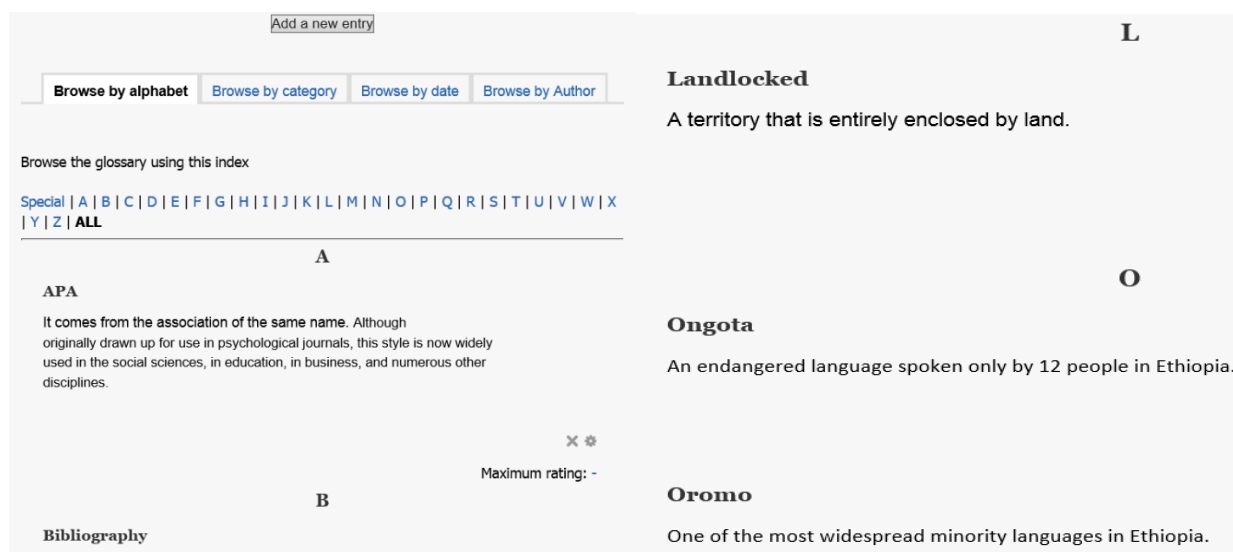 Add a new entry
Browse by alphabet Browse by category Browse by date Browse by Author
Browse the glossary using this index
Special | A | B | C | D | E | F | G | H | I | J | K | L | M | N | O | P | Q | R | S | T | U | V | W | X
| Y | Z | ALL
A
APA
It comes from the association of the same name. Although
originally drawn up for use in psychological journals, this style is now widely
used in the social sciences, in education, in business, and numerous other
disciplines.
Maximum rating: -
B
Bibliography
L
Landlocked
A territory that is entirely enclosed by land.
O
Ongota
An endangered language spoken only by 12 people in Ethiopia.
Oromo
One of the most widespread minority languages in Ethiopia.